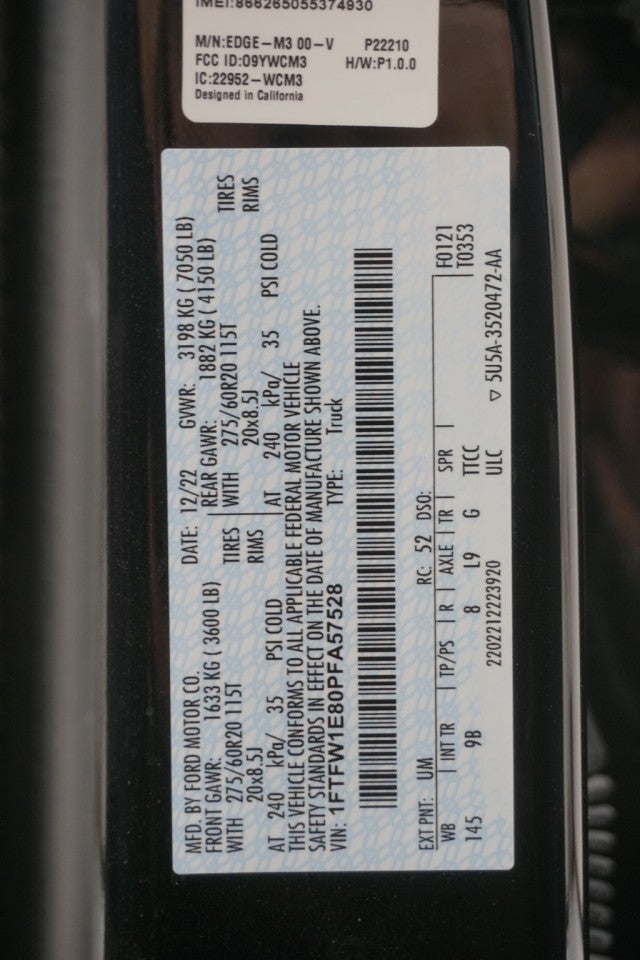 IMEI:866265055374930
M/N:EDGE-M3 00-V P22210
FCC ID:O9YWCM3 H/W:P1.0.0
IC:22952-WCM3
Designed in California
MFD. BY FORD MOTOR CO. DATE: 12/22 GVWR: 3198 KG ( 7050 LB)
FRONT GAWR: 1633 KG ( 3600 LB) REAR GAWR: 1882 KG ( 4150 LB)
WITH 275/60R20 115T TIRES WITH 275/60R20 115T TIRES
20x8.5J RIMS 20x8.5J RIMS
AT 240 kPa/ 35 PSI COLD AT 240 kPa/ 35 PSI COLD
THIS VEHICLE CONFORMS TO ALL APPLICABLE FEDERAL MOTOR VEHICLE
SAFETY STANDARDS IN EFFECT ON THE DATE OF MANUFACTURE SHOWN ABOVE.
VIN: 1FTFW1E80PFA57528 TYPE: Truck
EXT PNT: UM RC: 52 DSO: F0121
WB INT TR TP/PS R AXLE TR SPR T0353
145 9B 8 L9 G TTCC
2202212223920 ULC ▽ 5U5A-3520472-AA